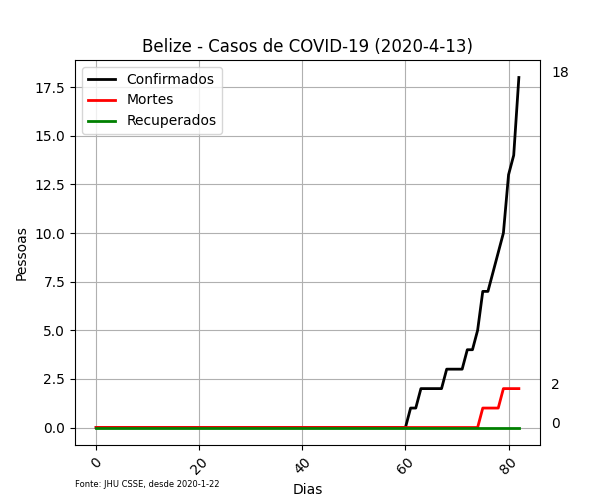 Belize - Casos de COVID-19 (2020-4-13)
Confirmados
Mortes
Recuperados
18
17.5
15.0
12.5
10.0
7.5
5.0
2.5
0.0
2
0
Pessoas
0
20
40
60
80
Dias
Fonte: JHU CSSE, desde 2020-1-22